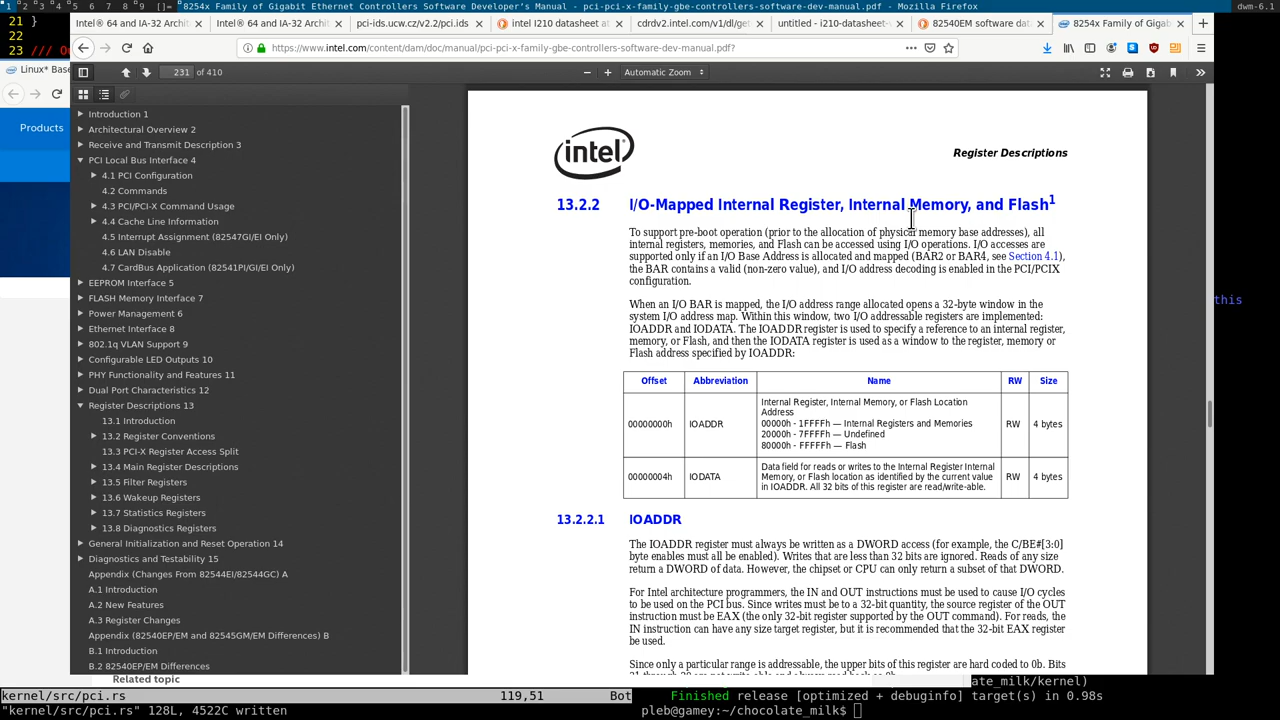 1 2 3 4 5 6 7 8 9 []= 8254x Family of Gigabit Ethernet Controllers Software Developer's Manual - pci-pci-x-family-gbe-controllers-software-dev-manual.pdf - Mozilla Firefox dwm-6.1
21 }
22
23 /// Ou
Intel® 64 and IA-32 Archit
Intel® 64 and IA-32 Archit
pci-ids.ucw.cz/v2.2/pci.ids
intel I210 datasheet at
cdrdv2.intel.com/v1/dl/get
untitled - i210-datasheet-
82540EM software data
8254x Family of Gigab
https://www.intel.com/content/dam/doc/manual/pci-pci-x-family-gbe-controllers-software-dev-manual.pdf?
Linux* Base
Products
231 of 410
Automatic Zoom
Introduction 1
Architectural Overview 2
Receive and Transmit Description 3
PCI Local Bus Interface 4
4.1 PCI Configuration
4.2 Commands
4.3 PCI/PCI-X Command Usage
4.4 Cache Line Information
4.5 Interrupt Assignment (82547GI/EI Only)
4.6 LAN Disable
4.7 CardBus Application (82541PI/GI/EI Only)
EEPROM Interface 5
FLASH Memory Interface 7
Power Management 6
Ethernet Interface 8
802.1q VLAN Support 9
Configurable LED Outputs 10
PHY Functionality and Features 11
Dual Port Characteristics 12
Register Descriptions 13
13.1 Introduction
13.2 Register Conventions
13.3 PCI-X Register Access Split
13.4 Main Register Descriptions
13.5 Filter Registers
13.6 Wakeup Registers
13.7 Statistics Registers
13.8 Diagnostics Registers
General Initialization and Reset Operation 14
Diagnostics and Testability 15
Appendix (Changes From 82544EI/82544GC) A
A.1 Introduction
A.2 New Features
A.3 Register Changes
Appendix (82540EP/EM and 82545GM/EM Differences) B
B.1 Introduction
B.2 82540EP/EM Differences
intel
Register Descriptions
13.2.2 I/O-Mapped Internal Register, Internal Memory, and Flash1
To support pre-boot operation (prior to the allocation of physical memory base addresses), all
internal registers, memories, and Flash can be accessed using I/O operations. I/O accesses are
supported only if an I/O Base Address is allocated and mapped (BAR2 or BAR4, see Section 4.1),
the BAR contains a valid (non-zero value), and I/O address decoding is enabled in the PCI/PCIX
configuration.
When an I/O BAR is mapped, the I/O address range allocated opens a 32-byte window in the
system I/O address map. Within this window, two I/O addressable registers are implemented:
IOADDR and IODATA. The IOADDR register is used to specify a reference to an internal register,
memory, or Flash, and then the IODATA register is used as a window to the register, memory or
Flash address specified by IOADDR:
Offset Abbreviation Name RW Size
00000000h IOADDR
Internal Register, Internal Memory, or Flash Location
Address
00000h - 1FFFFh — Internal Registers and Memories
20000h - 7FFFFh — Undefined
80000h - FFFFFh — Flash
RW 4 bytes
00000004h IODATA
Data field for reads or writes to the Internal Register Internal
Memory, or Flash location as identified by the current value
in IOADDR. All 32 bits of this register are read/write-able.
RW 4 bytes
13.2.2.1 IOADDR
The IOADDR register must always be written as a DWORD access (for example, the C/BE#[3:0]
byte enables must all be enabled). Writes that are less than 32 bits are ignored. Reads of any size
return a DWORD of data. However, the chipset or CPU can only return a subset of that DWORD.
For Intel architecture programmers, the IN and OUT instructions must be used to cause I/O cycles
to be used on the PCI bus. Since writes must be to a 32-bit quantity, the source register of the OUT
instruction must be EAX (the only 32-bit register supported by the OUT command). For reads, the
IN instruction can have any size target register, but it is recommended that the 32-bit EAX register
be used.
Since only a particular range is addressable, the upper bits of this register are hard coded to 0b. Bits
this
Related topic
kernel/src/pci.rs 119,51 Bot
"kernel/src/pci.rs" 128L, 4522C written
ate_milk/kernel)
Finished release [optimized + debuginfo] target(s) in 0.98s
pleb@gamey:~/chocolate_milk$